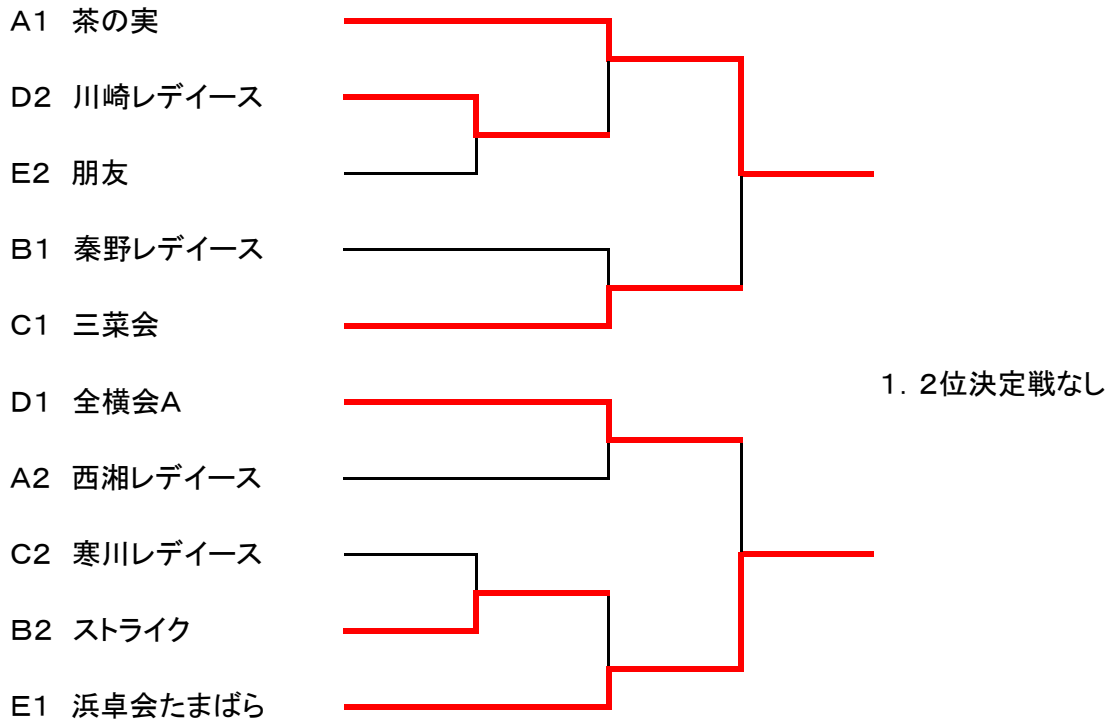 A1 茶の実
D2 川崎レデイース
E2 朋友
B1 秦野レデイース
C1 三菜会
D1 全横会A
1．2位決定戦なし
A2 西湘レデイース
C2 寒川レデイース
B2 ストライク
E1 浜卓会たまばら